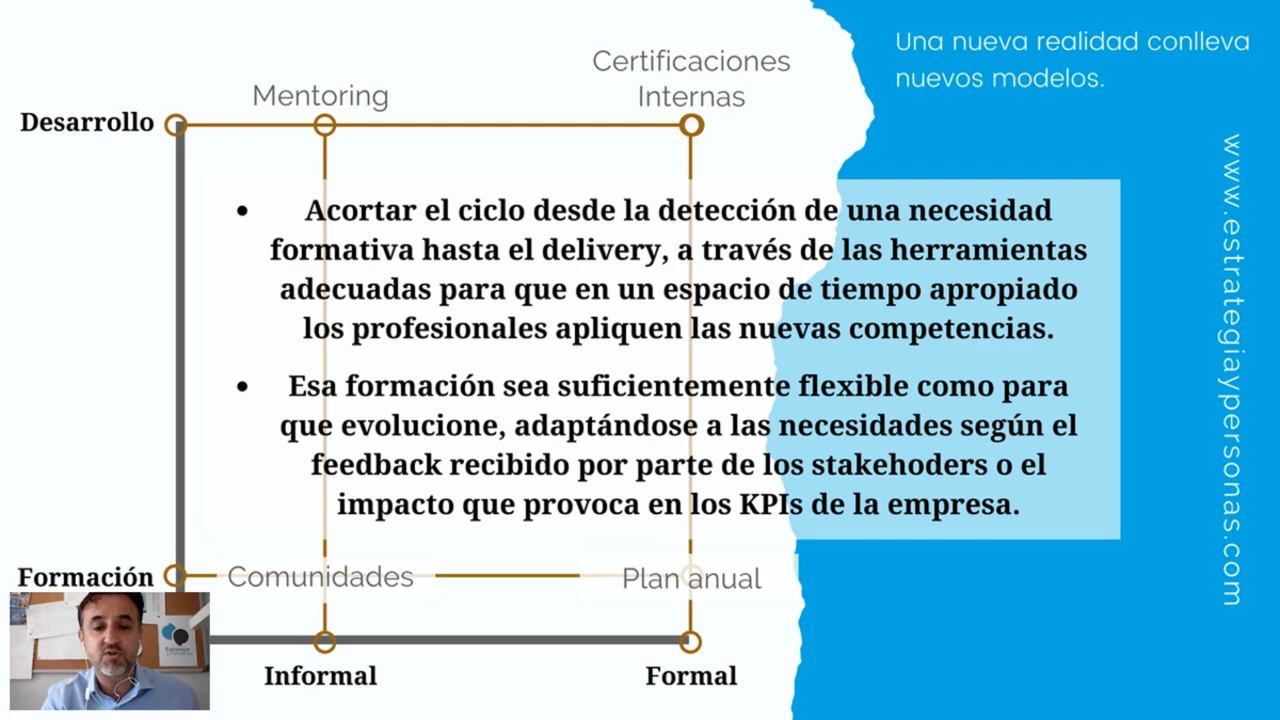 Una nueva realidad conlleva
nuevos modelos.
Certificaciones
Internas
Mentoring
Desarrollo
• Acortar el ciclo desde la detección de una necesidad
formativa hasta el delivery, a través de las herramientas
adecuadas para que en un espacio de tiempo apropiado
los profesionales apliquen las nuevas competencias.
• Esa formación sea suficientemente flexible como para
que evolucione, adaptándose a las necesidades según el
feedback recibido por parte de los stakehoders o el
impacto que provoca en los KPIs de la empresa.
Formación
Comunidades
Plan anual
Informal
Formal
www.estrategiaypersonas.com